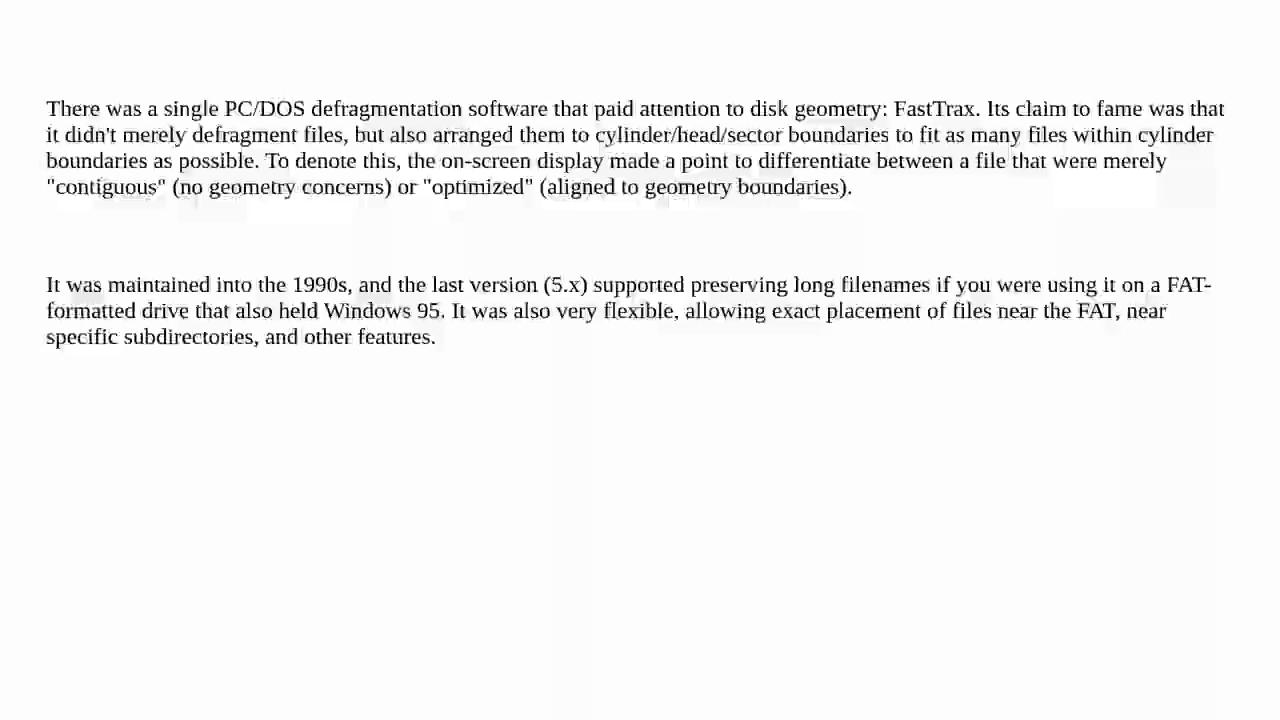 There was a single PC/DOS defragmentation software that paid attention to disk geometry: FastTrax. Its claim to fame was that
it didn't merely defragment files, but also arranged them to cylinder/head/sector boundaries to fit as many files within cylinder
boundaries as possible. To denote this, the on-screen display made a point to differentiate between a file that were merely
"contiguous" (no geometry concerns) or "optimized" (aligned to geometry boundaries).
It was maintained into the 1990s, and the last version (5.x) supported preserving long filenames if you were using it on a FAT-
formatted drive that also held Windows 95. It was also very flexible, allowing exact placement of files near the FAT, near
specific subdirectories, and other features.